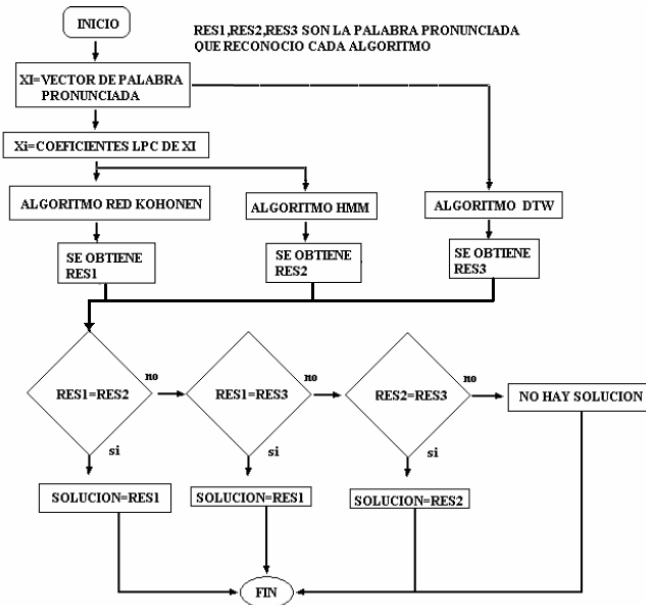 INICIO
RES1,RES2,RES3 SON LA PALABRA PRONUNCIADA
QUE RECONOCIO CADA ALGORITMO
XI=VECTOR DE PALABRA
PRONUNCIADA
Xi=COEFICIENTES LPC DE XI
ALGORITMO RED KOHONEN
ALGORITMO HMM
ALGORITMO DTW
SE OBTIENE
RES1
SE OBTIENE
RES2
SE OBTIENE
RES3
RES1=RES2
no
RES1=RES3
no
RES2=RES3
no
NO HAY SOLUCION
si
si
si
SOLUCION=RES1
SOLUCION=RES1
SOLUCION=RES2
FIN